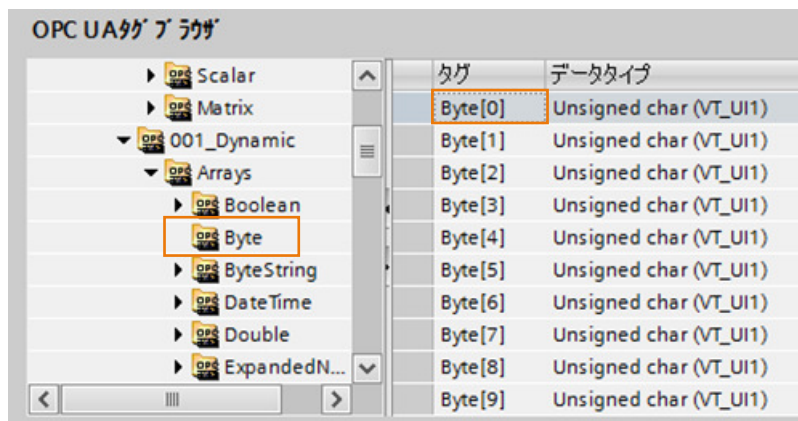 OPC UAﾀｸﾞ ﾌﾞ ﾗｳｻﾞ
Scalar
Matrix
001_Dynamic
Arrays
Boolean
Byte
ByteString
DateTime
Double
ExpandedN...
タグ データタイプ
Byte[0] Unsigned char (VT_UI1)
Byte[1] Unsigned char (VT_UI1)
Byte[2] Unsigned char (VT_UI1)
Byte[3] Unsigned char (VT_UI1)
Byte[4] Unsigned char (VT_UI1)
Byte[5] Unsigned char (VT_UI1)
Byte[6] Unsigned char (VT_UI1)
Byte[7] Unsigned char (VT_UI1)
Byte[8] Unsigned char (VT_UI1)
Byte[9] Unsigned char (VT_UI1)